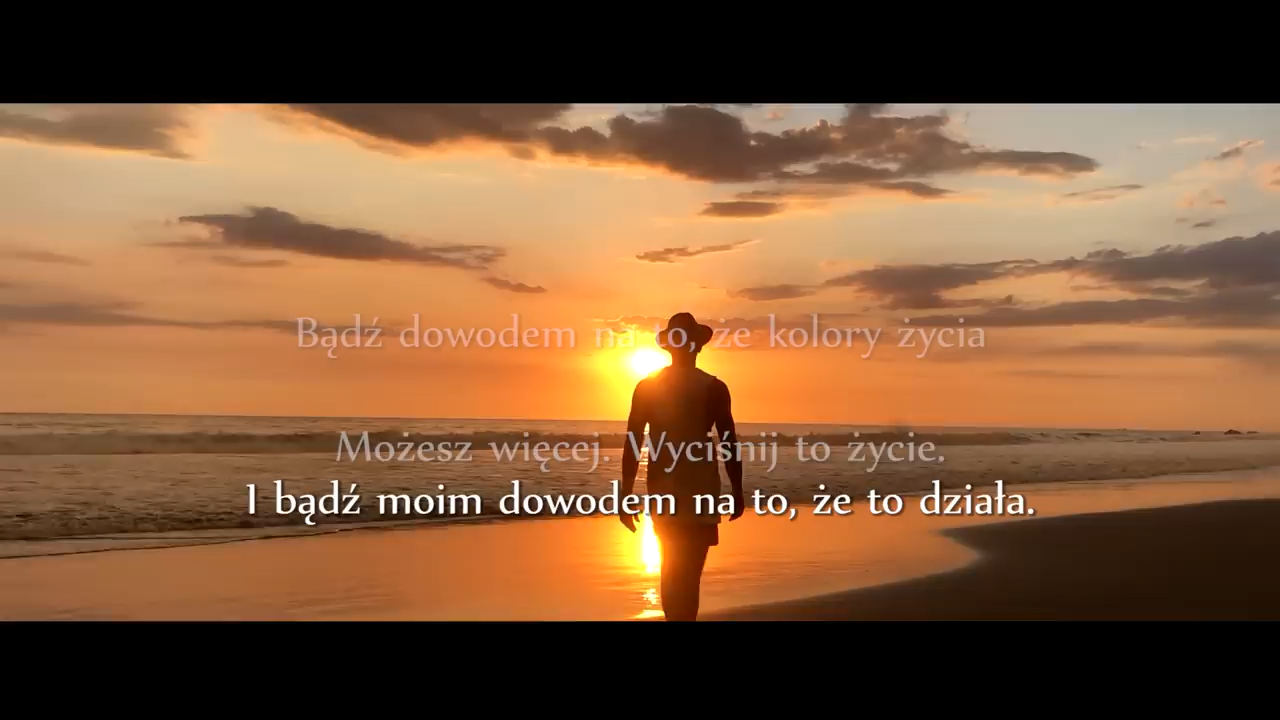 Bądź dowodem na to, że kolory życia
Możesz więcej. Wyciśnij to życie.
I bądź moim dowodem na to, że to działa.